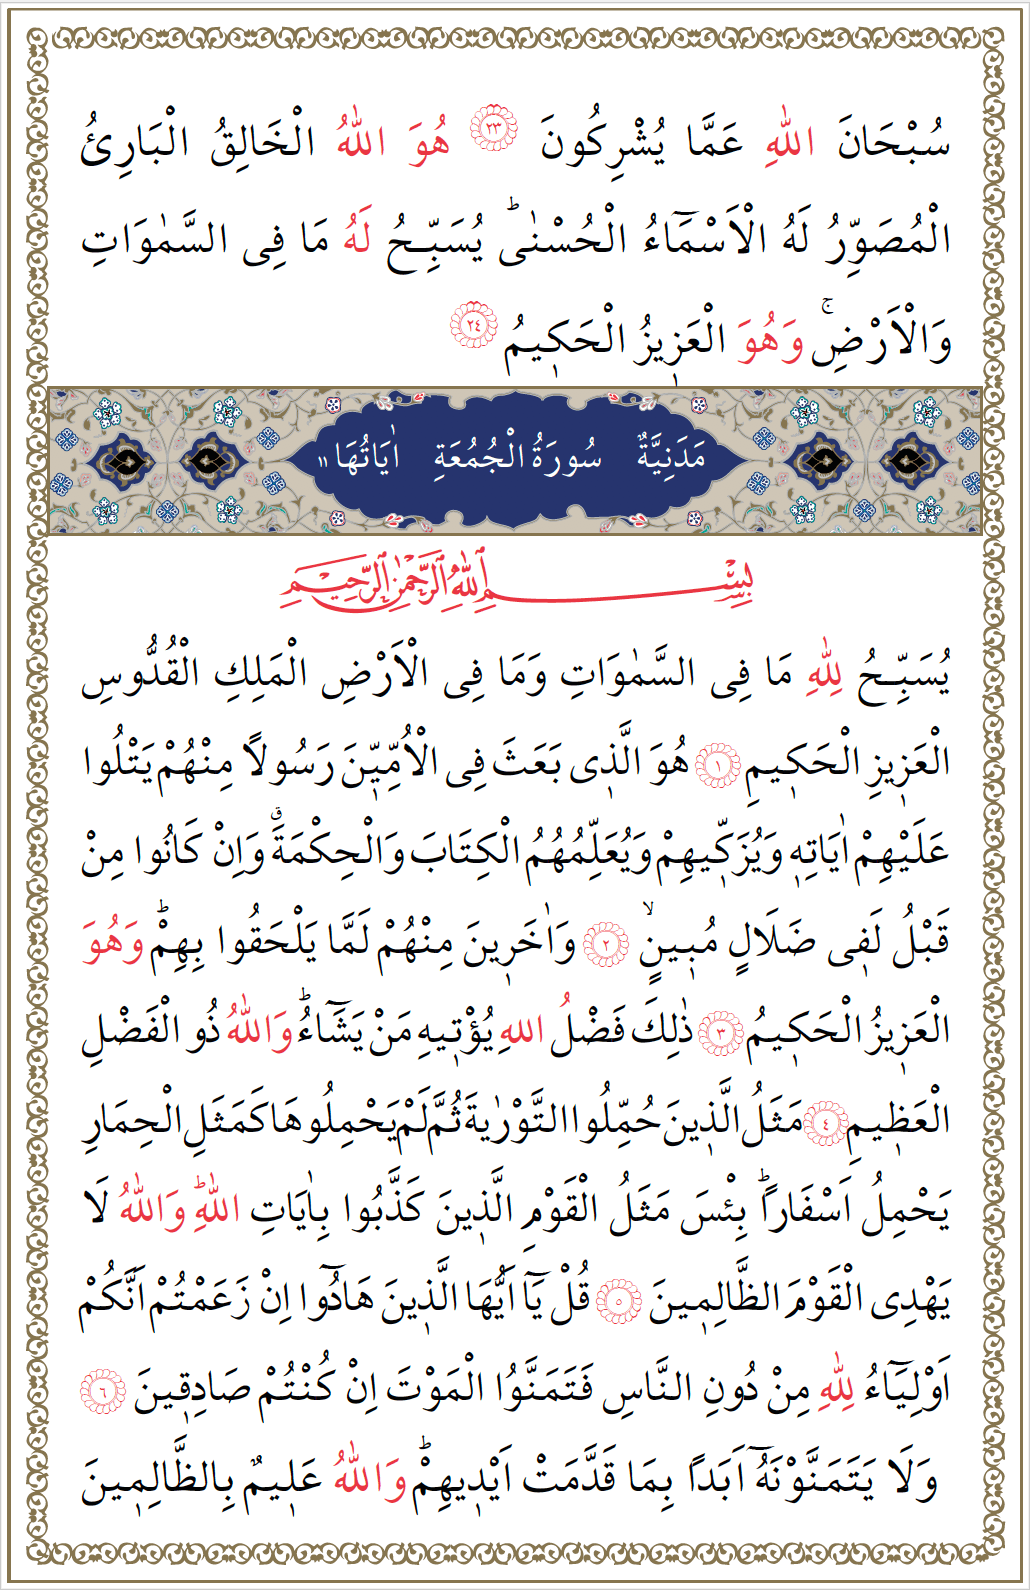 سُبْحَانَ اللّٰهِ عَمَّا يُشْرِكُونَ ﴿٢٣﴾ هُوَ اللّٰهُ الْخَالِقُ الْبَارِئُ
الْمُصَوِّرُ لَهُ الْاَسْمَٓاءُ الْحُسْنٰىۜ يُسَبِّـحُ لَهُ مَا فِى السَّمٰوَاتِ
وَالْاَرْضِۚ وَهُوَ الْعَزٖيزُ الْحَكٖيمُ ﴿٢٤﴾
مَدَنِيَّةٌ سُورَةُ الْجُمُعَةِ اٰيَاتُهَا ١١
بِسْــــمِ اللّٰهِ الرَّحْمٰنِ الرَّحٖيـمِ
يُسَبِّـحُ لِلّٰهِ مَا فِى السَّمٰوَاتِ وَمَا فِى الْاَرْضِ الْمَلِكِ الْقُدُّوسِ
الْعَزٖيزِ الْحَكٖيمِ ﴿١﴾ هُوَ الَّذٖى بَعَثَ فِى الْاُمِّيّٖنَ رَسُولًا مِنْهُمْ يَتْلُوا
عَلَيْهِمْ اٰيَاتِهٖ وَيُزَكّٖيهِمْ وَيُعَلِّمُهُمُ الْكِتَابَ وَالْحِكْمَةَۗ وَاِنْ كَانُوا مِنْ
قَبْلُ لَفٖى ضَلَالٍ مُبٖينٍۙ ﴿٢﴾ وَاٰخَرٖينَ مِنْهُمْ لَمَّا يَلْحَقُوا بِهِمْۜ وَهُوَ
الْعَزٖيزُ الْحَكٖيمُ ﴿٣﴾ ذٰلِكَ فَضْلُ اللهِ يُؤْتٖيهِ مَنْ يَشَٓاءُۜ وَاللّٰهُ ذُو الْفَضْلِ
الْعَظٖيمِ ﴿٤﴾ مَثَلُ الَّذٖينَ حُمِّلُوا التَّوْرٰيةَ ثُمَّ لَمْ يَحْمِلُوهَا كَمَثَلِ الْحِمَارِ
يَحْمِلُ اَسْفَارًاۜ بِئْسَ مَثَلُ الْقَوْمِ الَّذٖينَ كَذَّبُوا بِاٰيَاتِ اللّٰهِۜ وَاللّٰهُ لَا
يَهْدِى الْقَوْمَ الظَّالِمٖينَ ﴿٥﴾ قُلْ يَٓا اَيُّهَا الَّذٖينَ هَادُٓوا اِنْ زَعَمْتُمْ اَنَّكُمْ
اَوْلِيَٓاءُ لِلّٰهِ مِنْ دُونِ النَّاسِ فَتَمَنَّوُا الْمَوْتَ اِنْ كُنْتُمْ صَادِقٖينَ ﴿٦﴾
وَلَا يَتَمَنَّوْنَهُٓ اَبَدًا بِمَا قَدَّمَتْ اَيْدٖيهِمْۜ وَاللّٰهُ عَلٖيمٌ بِالظَّالِمٖينَ